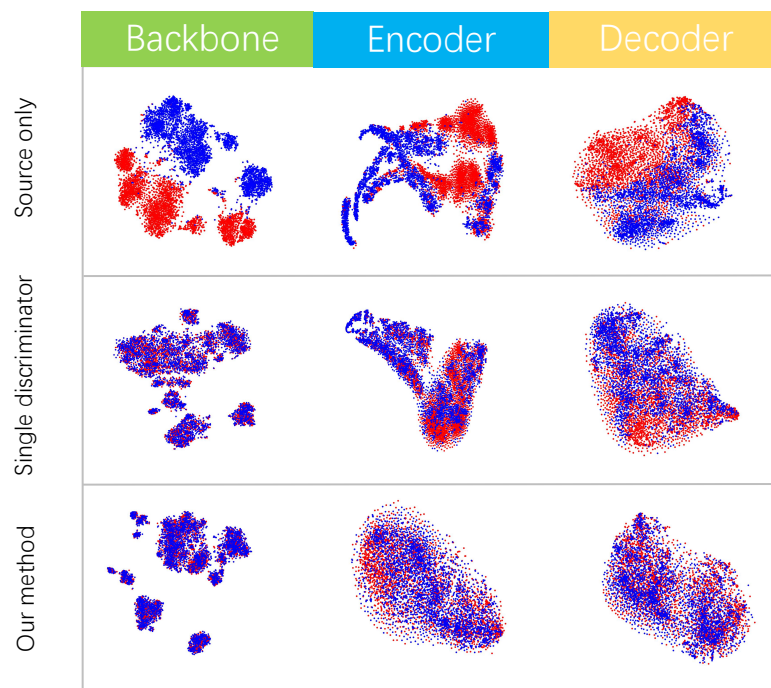 Backbone
Encoder
Decoder
Source only
Single discriminator
Our method